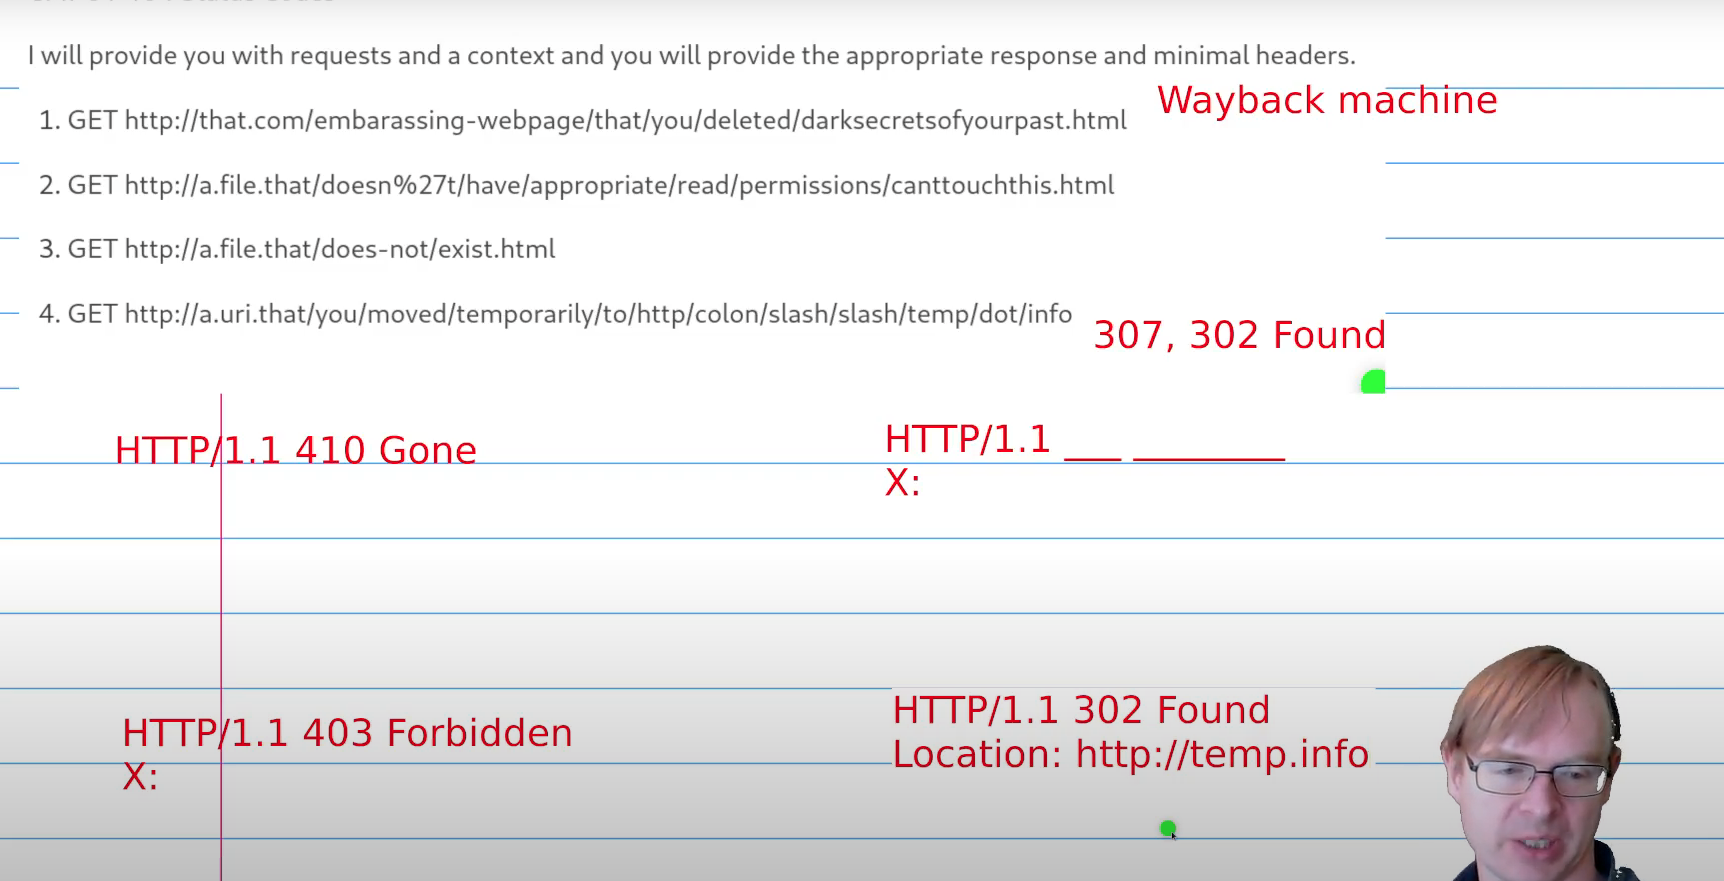 I will provide you with requests and a context and you will provide the appropriate response and minimal headers.
Wayback machine
1. GET http://that.com/embarassing-webpage/that/you/deleted/darksecretsofyourpast.html
2. GET http://a.file.that/doesn%27t/have/appropriate/read/permissions/canttouchthis.html
3. GET http://a.file.that/does-not/exist.html
4. GET http://a.uri.that/you/moved/temporarily/to/http/colon/slash/slash/temp/dot/info
307, 302 Found
HTTP/1.1 410 Gone
HTTP/1.1 ___ ________
X:
HTTP/1.1 403 Forbidden
X:
HTTP/1.1 302 Found
Location: http://temp.info